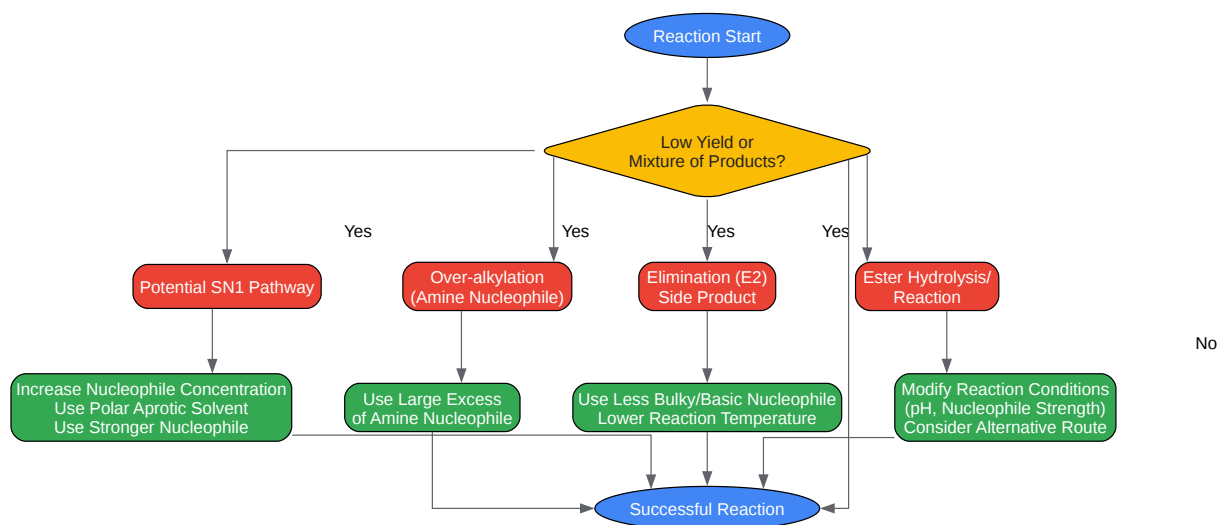 Reaction Start
Low Yield or
Mixture of Products?
Yes
Yes
Yes
Yes
Potential SN1 Pathway
Over-alkylation
(Amine Nucleophile)
Elimination (E2)
Side Product
Ester Hydrolysis/
Reaction
No
Increase Nucleophile Concentration
Use Polar Aprotic Solvent
Use Stronger Nucleophile
Use Large Excess
of Amine Nucleophile
Use Less Bulky/Basic Nucleophile
Lower Reaction Temperature
Modify Reaction Conditions
(pH, Nucleophile Strength)
Consider Alternative Route
Successful Reaction